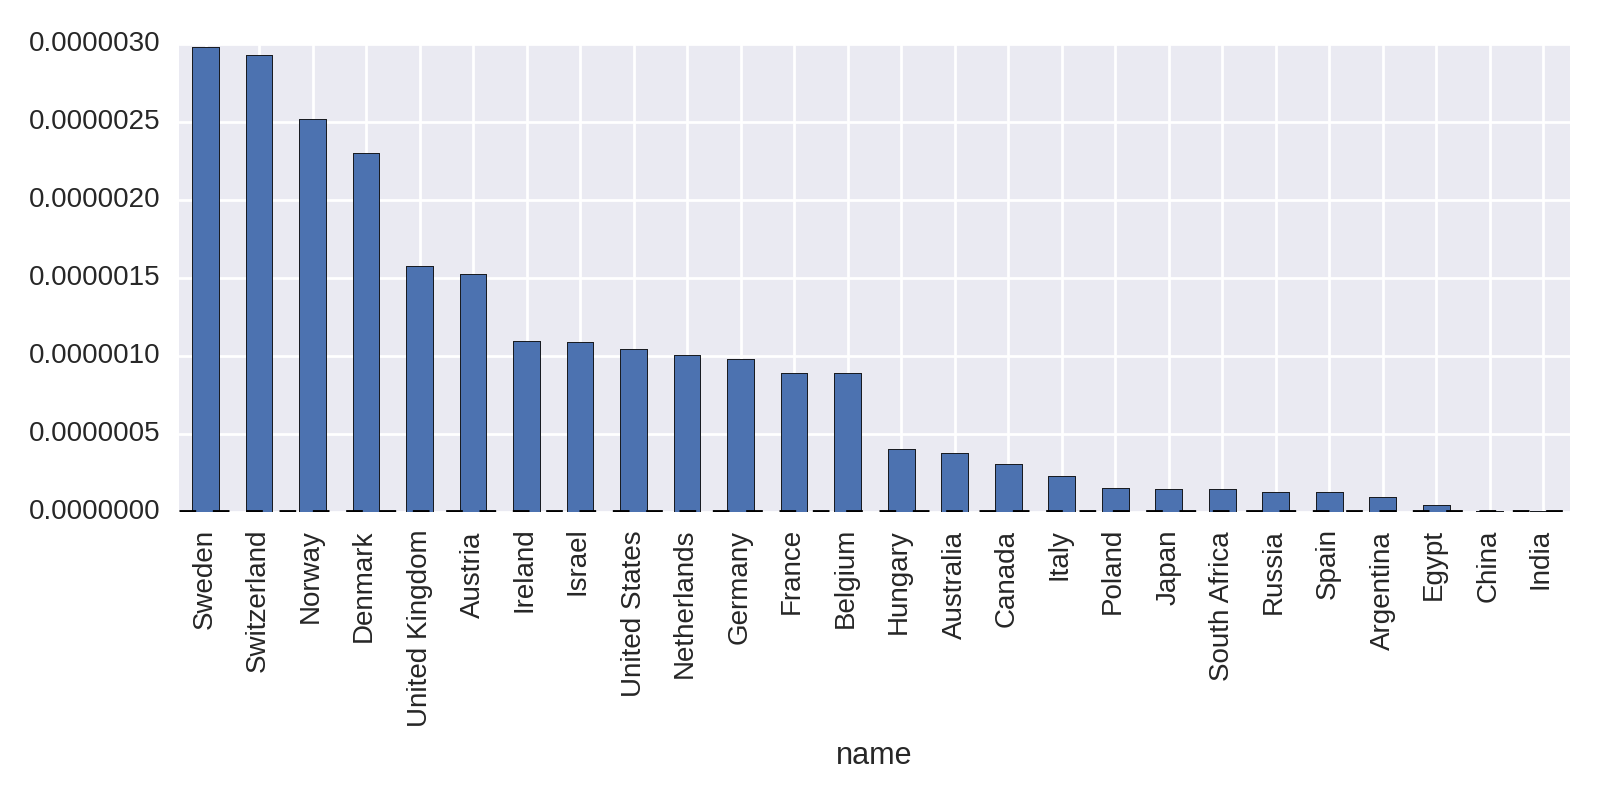 0.0000030
0.0000025
0.0000020
0.0000015
0.0000010
0.0000005
0.0000000
Sweden
Switzerland
Norway
Denmark
United Kingdom
Austria
Ireland
Israel
United States
Netherlands
Germany
France
Belgium
Hungary
Australia
Canada
Italy
Poland
Japan
South Africa
Russia
Spain
Argentina
Egypt
China
India
name